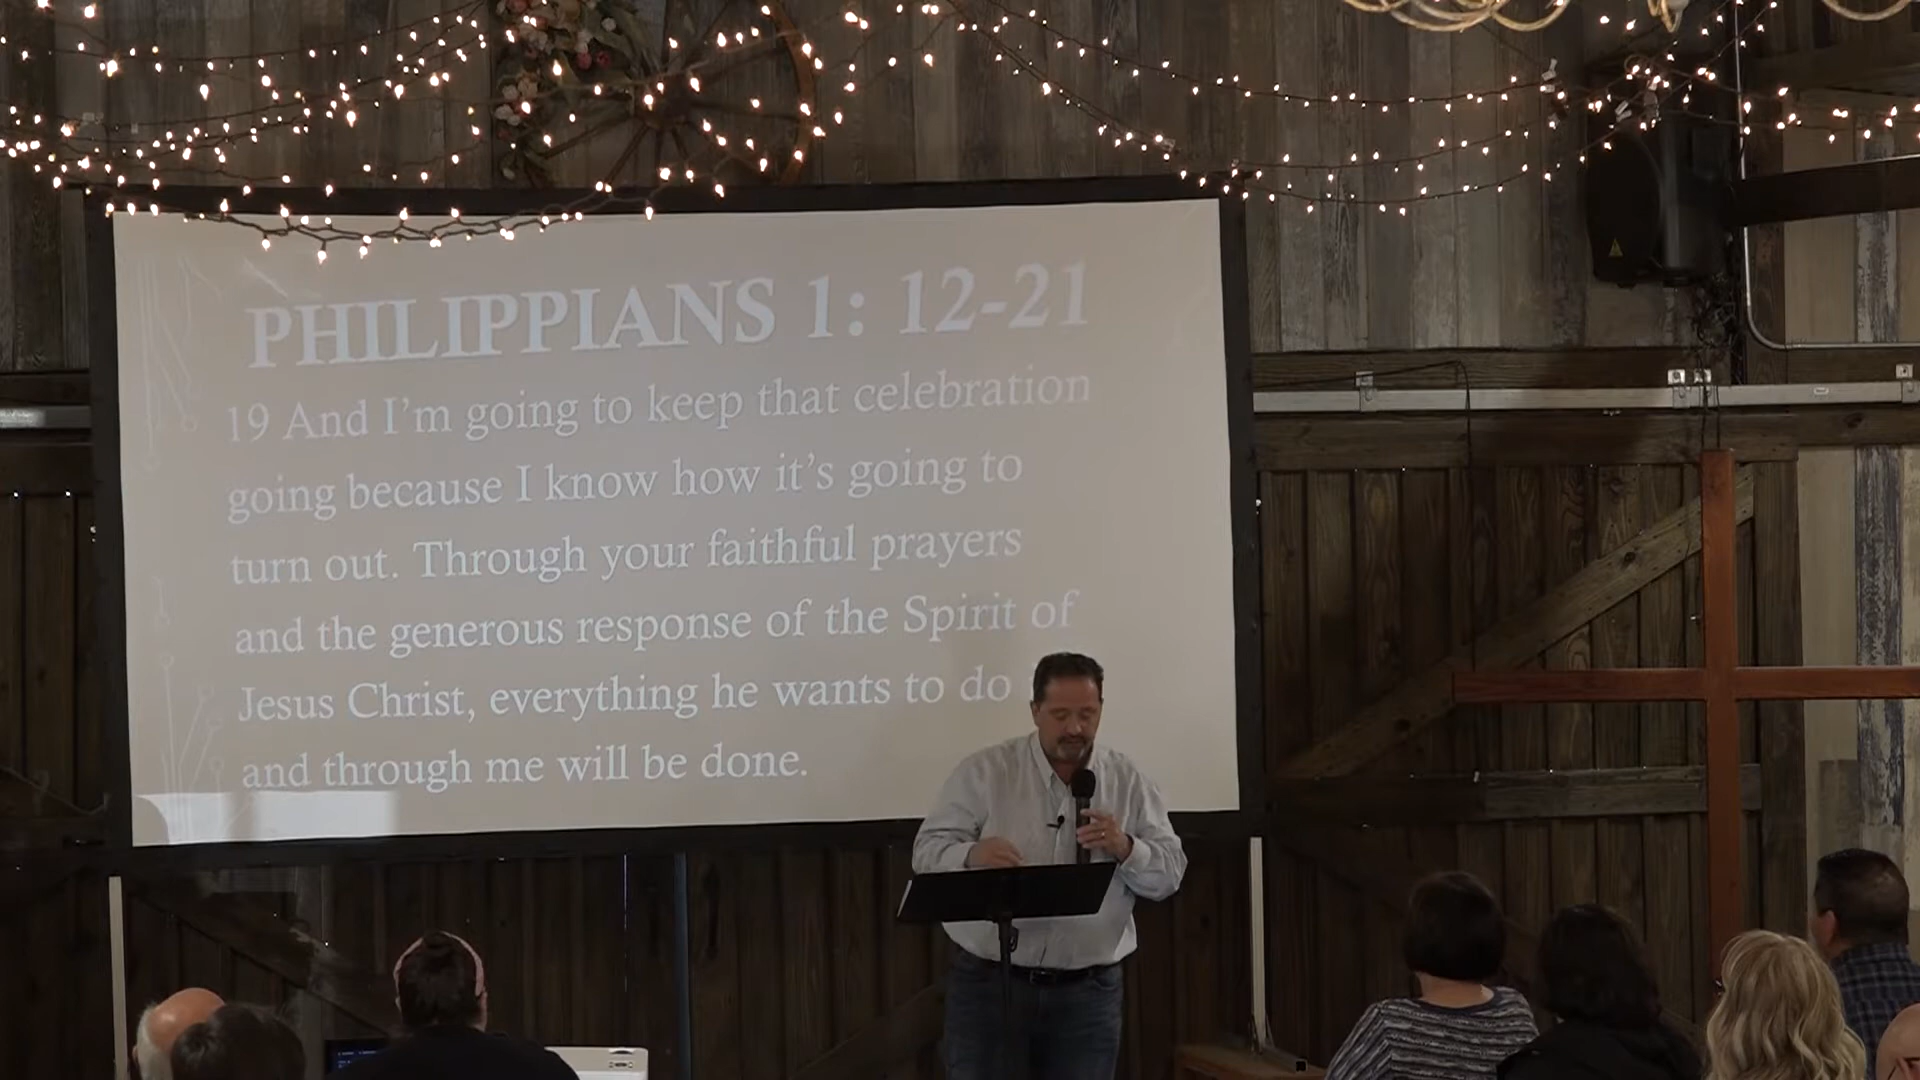 PHILIPPIANS 1: 12-21
19 And I'm going to keep that celebration
going because I know how it's going to
turn out. Through your faithful prayers
and the generous response of the Spirit of
Jesus Christ, everything he wants to do
and through me will be done.